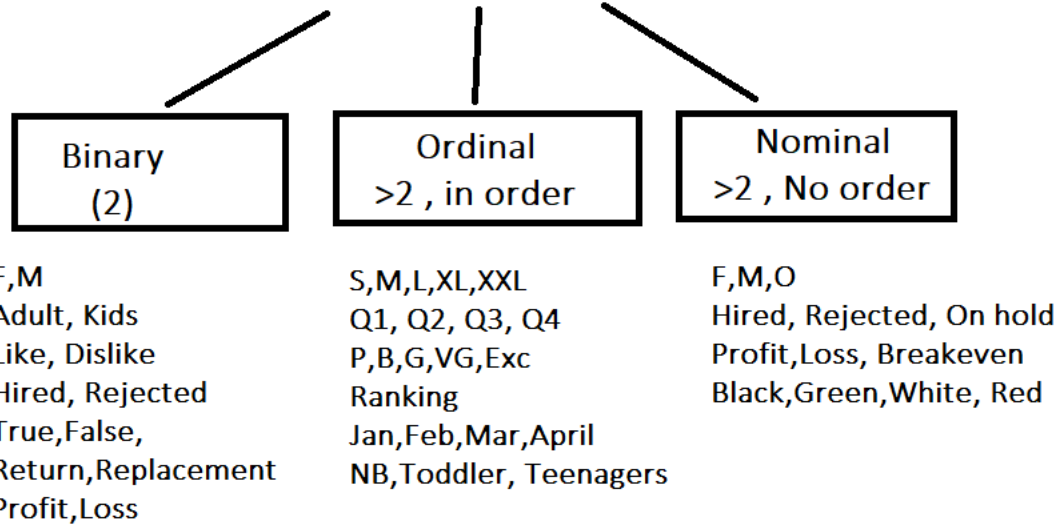 Binary
(2)
Ordinal
>2 , in order
Nominal
>2 , No order
F,M
Adult, Kids
Like, Dislike
Hired, Rejected
True,False,
Return,Replacement
Profit,Loss
S,M,L,XL,XXL
Q1, Q2, Q3, Q4
P,B,G,VG,Exc
Ranking
Jan,Feb,Mar,April
NB,Toddler, Teenagers
F,M,O
Hired, Rejected, On hold
Profit,Loss, Breakeven
Black,Green,White, Red